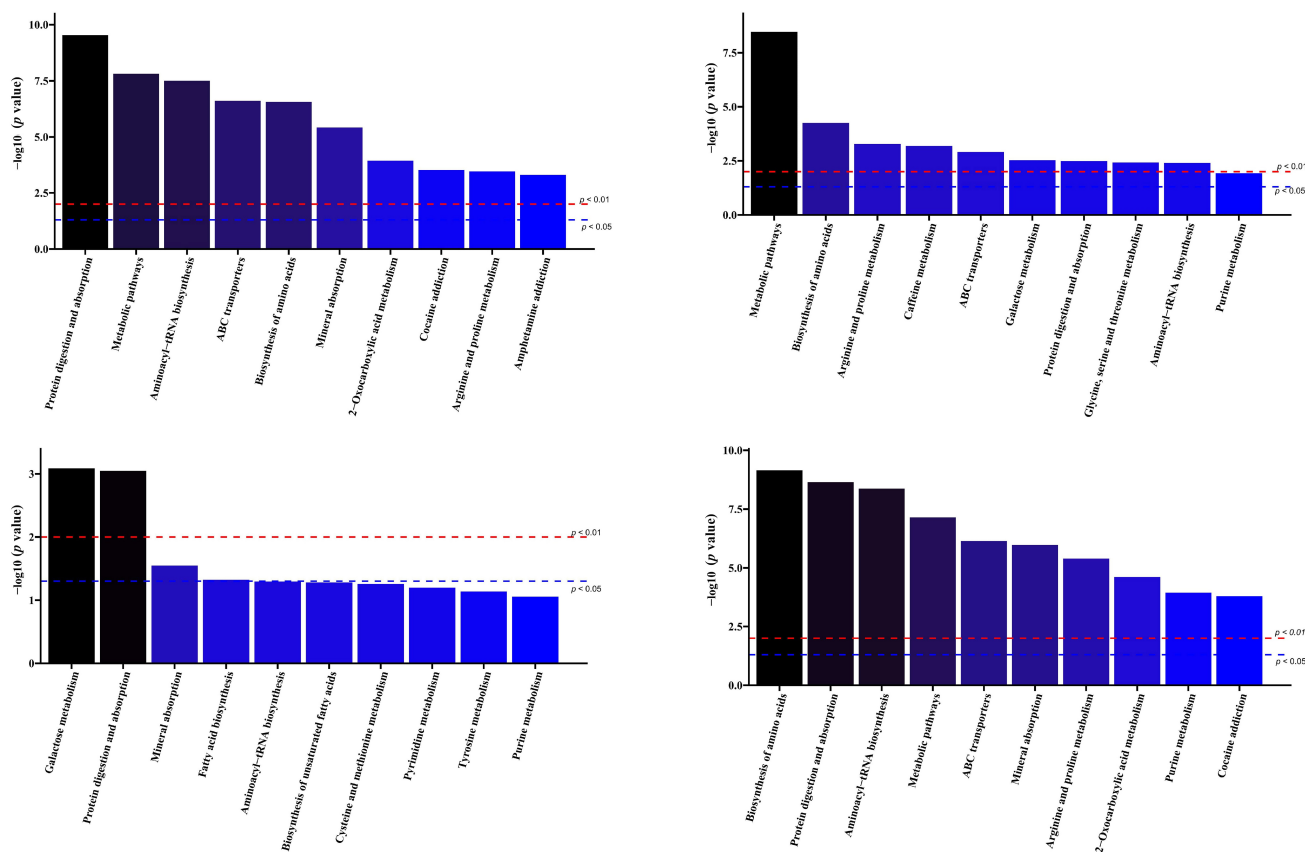 10.0
7.5
5.0
2.5
0.0
−log10 (p value)
p < 0.01
p < 0.05
Protein digestion and absorption
Metabolic pathways
Aminoacyl−tRNA biosynthesis
ABC transporters
Biosynthesis of amino acids
Mineral absorption
2−Oxocarboxylic acid metabolism
Cocaine addiction
Arginine and proline metabolism
Amphetamine addiction
7.5
5.0
2.5
0.0
−log10 (p value)
p < 0.01
p < 0.05
Metabolic pathways
Biosynthesis of amino acids
Arginine and proline metabolism
Caffeine metabolism
ABC transporters
Galactose metabolism
Protein digestion and absorption
Glycine, serine and threonine metabolism
Aminoacyl−tRNA biosynthesis
Purine metabolism
3
2
1
0
−log10 (p value)
p < 0.01
p < 0.05
Galactose metabolism
Protein digestion and absorption
Mineral absorption
Fatty acid biosynthesis
Aminoacyl−tRNA biosynthesis
Biosynthesis of unsaturated fatty acids
Cysteine and methionine metabolism
Pyrimidine metabolism
Tyrosine metabolism
Purine metabolism
10.0
7.5
5.0
2.5
0.0
−log10 (p value)
p < 0.01
p < 0.05
Biosynthesis of amino acids
Protein digestion and absorption
Aminoacyl−tRNA biosynthesis
Metabolic pathways
ABC transporters
Mineral absorption
Arginine and proline metabolism
2−Oxocarboxylic acid metabolism
Purine metabolism
Cocaine addiction